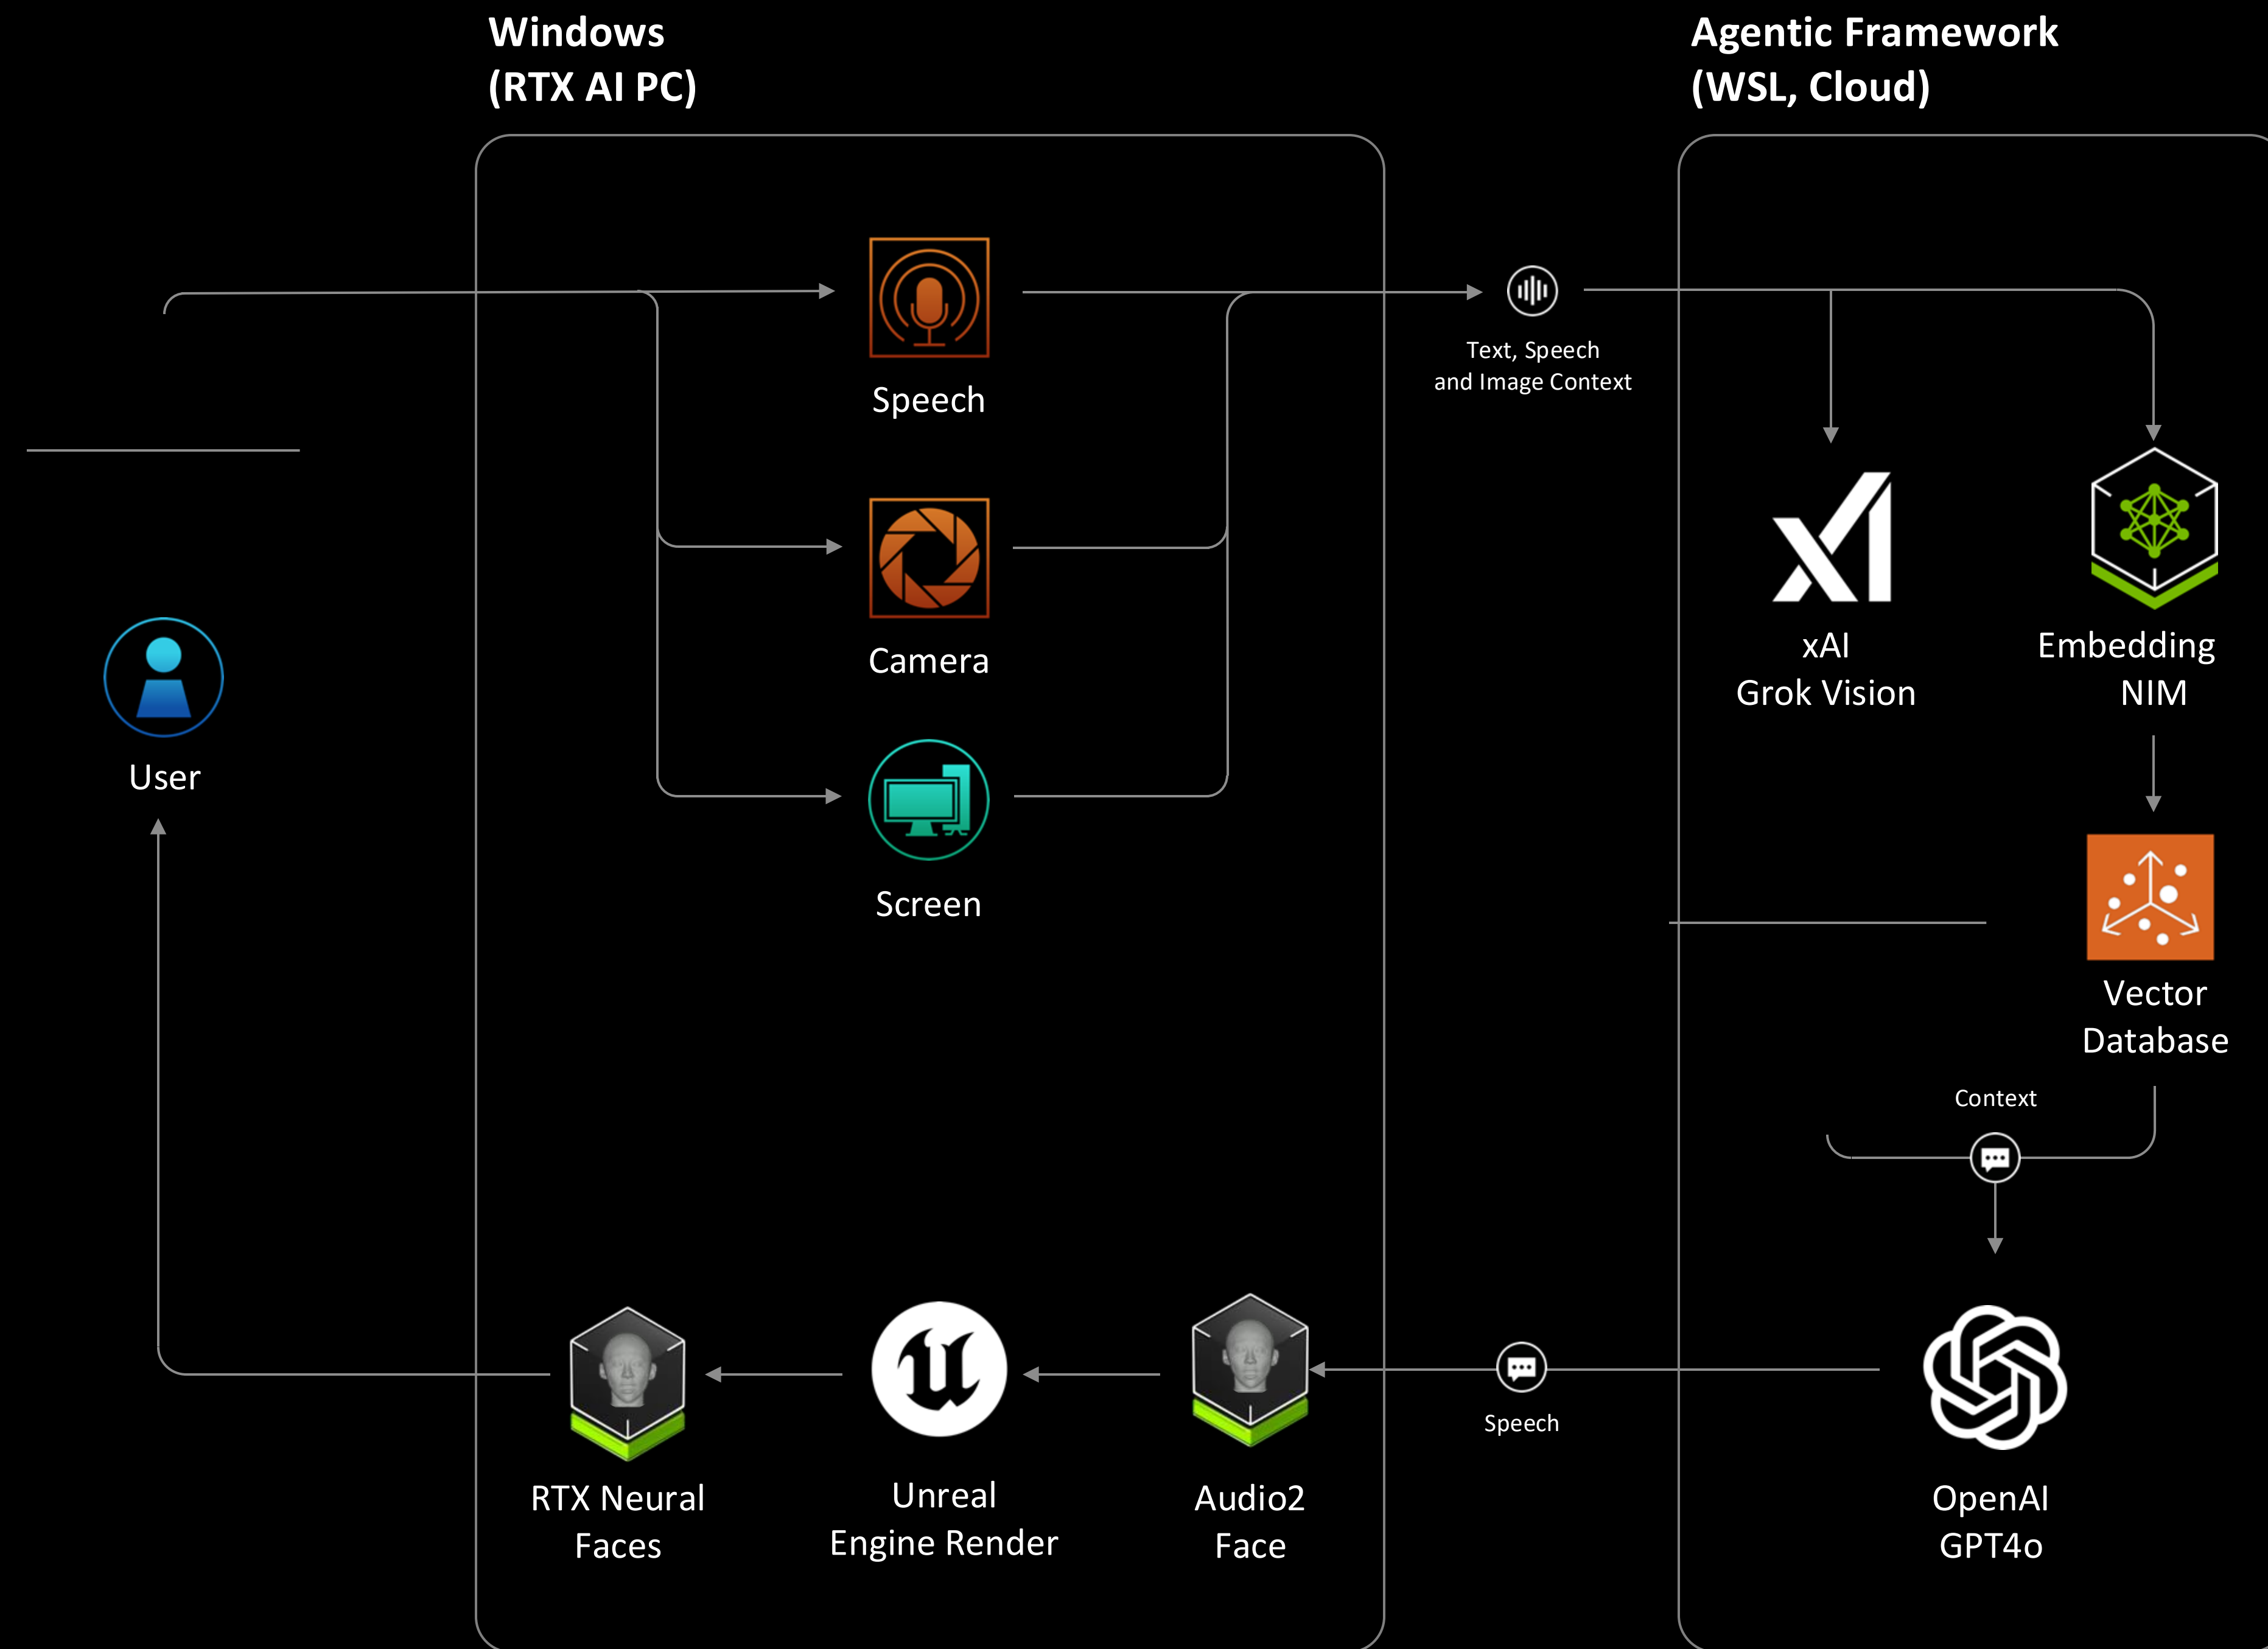 Windows
(RTX AI PC)
Agentic Framework
(WSL, Cloud)
Speech
Text, Speech
and Image Context
Camera
xAI
Grok Vision
Embedding
NIM
User
Screen
Vector
Database
Context
Speech
RTX Neural
Faces
Unreal
Engine Render
Audio2
Face
OpenAI
GPT4o